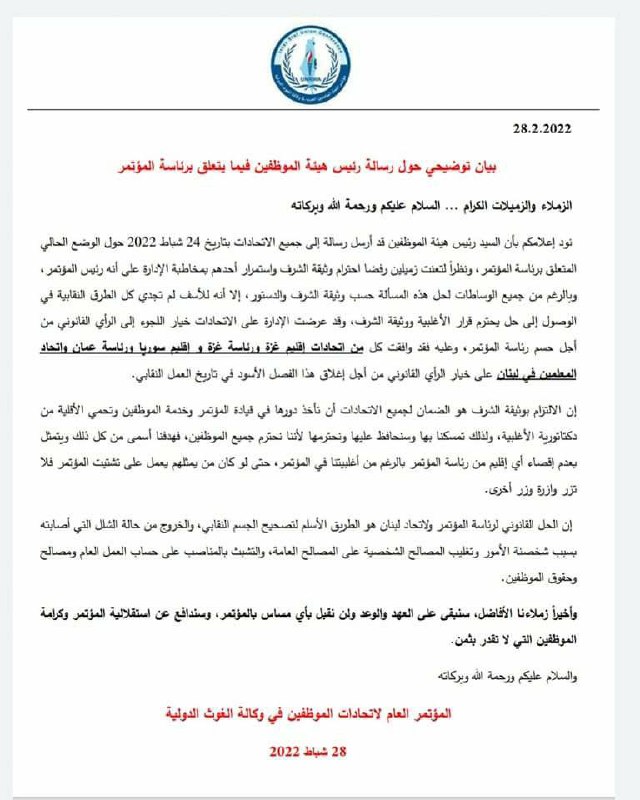 Inter Staff Union Conference
UNRWA
28.2.2022
بيان توضيحي حول رسالة رئيس هيئة الموظفين فيما يتعلق برئاسة المؤتمر
الزملاء والزميلات الكرام ... السلام عليكم ورحمة الله وبركاته
نود إعلامكم بأن السيد رئيس هيئة الموظفين قد أرسل رسالة إلى جميع الاتحادات بتاريخ 24 شباط 2022 حول الوضع الحالي
المتعلق برئاسة المؤتمر، ونظراً لتعنت زميلين رفضا احترام وثيقة الشرف واستمرار أحدهم بمخاطبة الإدارة على أنه رئيس المؤتمر،
وبالرغم من جميع الوساطات لحل هذه المسألة حسب وثيقة الشرف والدستور، إلا أنه للأسف لم تجدي كل الطرق النقابية في
الوصول إلى حل يحترم قرار الأغلبية ووثيقة الشرف، وقد عرضت الإدارة على الاتحادات خيار اللجوء إلى الرأي القانوني من
أجل حسم رئاسة المؤتمر، وعليه فقد وافقت كل من اتحادات إقليم غزة ورئاسة غزة و إقليم سوريا ورئاسة عمان واتحاد
المعلمين في لبنان على خيار الرأي القانوني من أجل إغلاق هذا الفصل الأسود في تاريخ العمل النقابي.
إن الالتزام بوثيقة الشرف هو الضمان لجميع الاتحادات أن تأخذ دورها في قيادة المؤتمر وخدمة الموظفين وتحمي الأقلية من
دكتاتورية الأغلبية، ولذلك تمسكنا بها وسنحافظ عليها ونحترمها لأننا نحترم جميع الموظفين، فهدفنا أسمى من كل ذلك ويتمثل
بعدم إقصاء أي إقليم من رئاسة المؤتمر بالرغم من أغلبيتنا في المؤتمر، حتى لو كان من يمثلهم يعمل على تشتيت المؤتمر فلا
تزر وازرة وزر أخرى.
إن الحل القانوني لرئاسة المؤتمر ولاتحاد لبنان هو الطريق الأسلم لتصحيح الجسم النقابي، والخروج من حالة الشلل التي أصابته
بسبب شخصنة الأمور وتغليب المصالح الشخصية على المصالح العامة، والتشبث بالمناصب على حساب العمل العام ومصالح
وحقوق الموظفين.
وأخيراً زملاءنا الأفاضل، سنبقى على العهد والوعد ولن نقبل بأي مساس بالمؤتمر، وسندافع عن استقلالية المؤتمر وكرامة
الموظفين التي لا تقدر بثمن.
والسلام عليكم ورحمة الله وبركاته
المؤتمر العام لاتحادات الموظفين في وكالة الغوث الدولية
28 شباط 2022